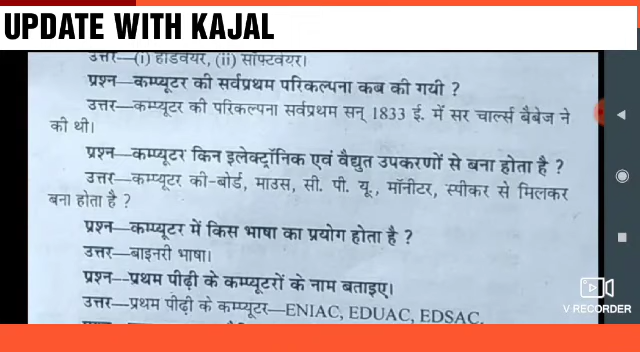 UPDATE WITH KAJAL
उत्तर—(i) हार्डवेयर, (ii) सॉफ्टवेयर।
प्रश्न—कम्प्यूटर की सर्वप्रथम परिकल्पना कब की गयी ?
उत्तर—कम्प्यूटर की परिकल्पना सर्वप्रथम सन् 1833 ई. में सर चार्ल्स बैबेज ने
की थी।
प्रश्न—कम्प्यूटर किन इलेक्ट्रॉनिक एवं वैद्युत उपकरणों से बना होता है ?
उत्तर—कम्प्यूटर की-बोर्ड, माउस, सी. पी. यू., मॉनीटर, स्पीकर से मिलकर
बना होता है ?
प्रश्न—कम्प्यूटर में किस भाषा का प्रयोग होता है ?
उत्तर—बाइनरी भाषा।
प्रश्न—प्रथम पीढ़ी के कम्प्यूटरों के नाम बताइए।
उत्तर—प्रथम पीढ़ी के कम्प्यूटर—ENIAC, EDUAC, EDSAC,
V RECORDER